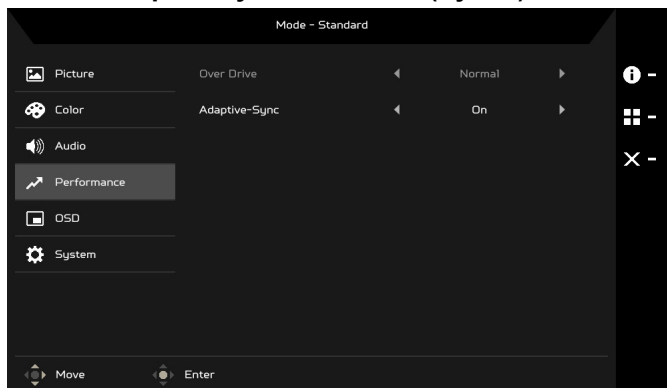 Mode - Standard
Picture
Over Drive Normal
Color
Adaptive-Sync On
Audio
Performance
OSD
System
Move Enter